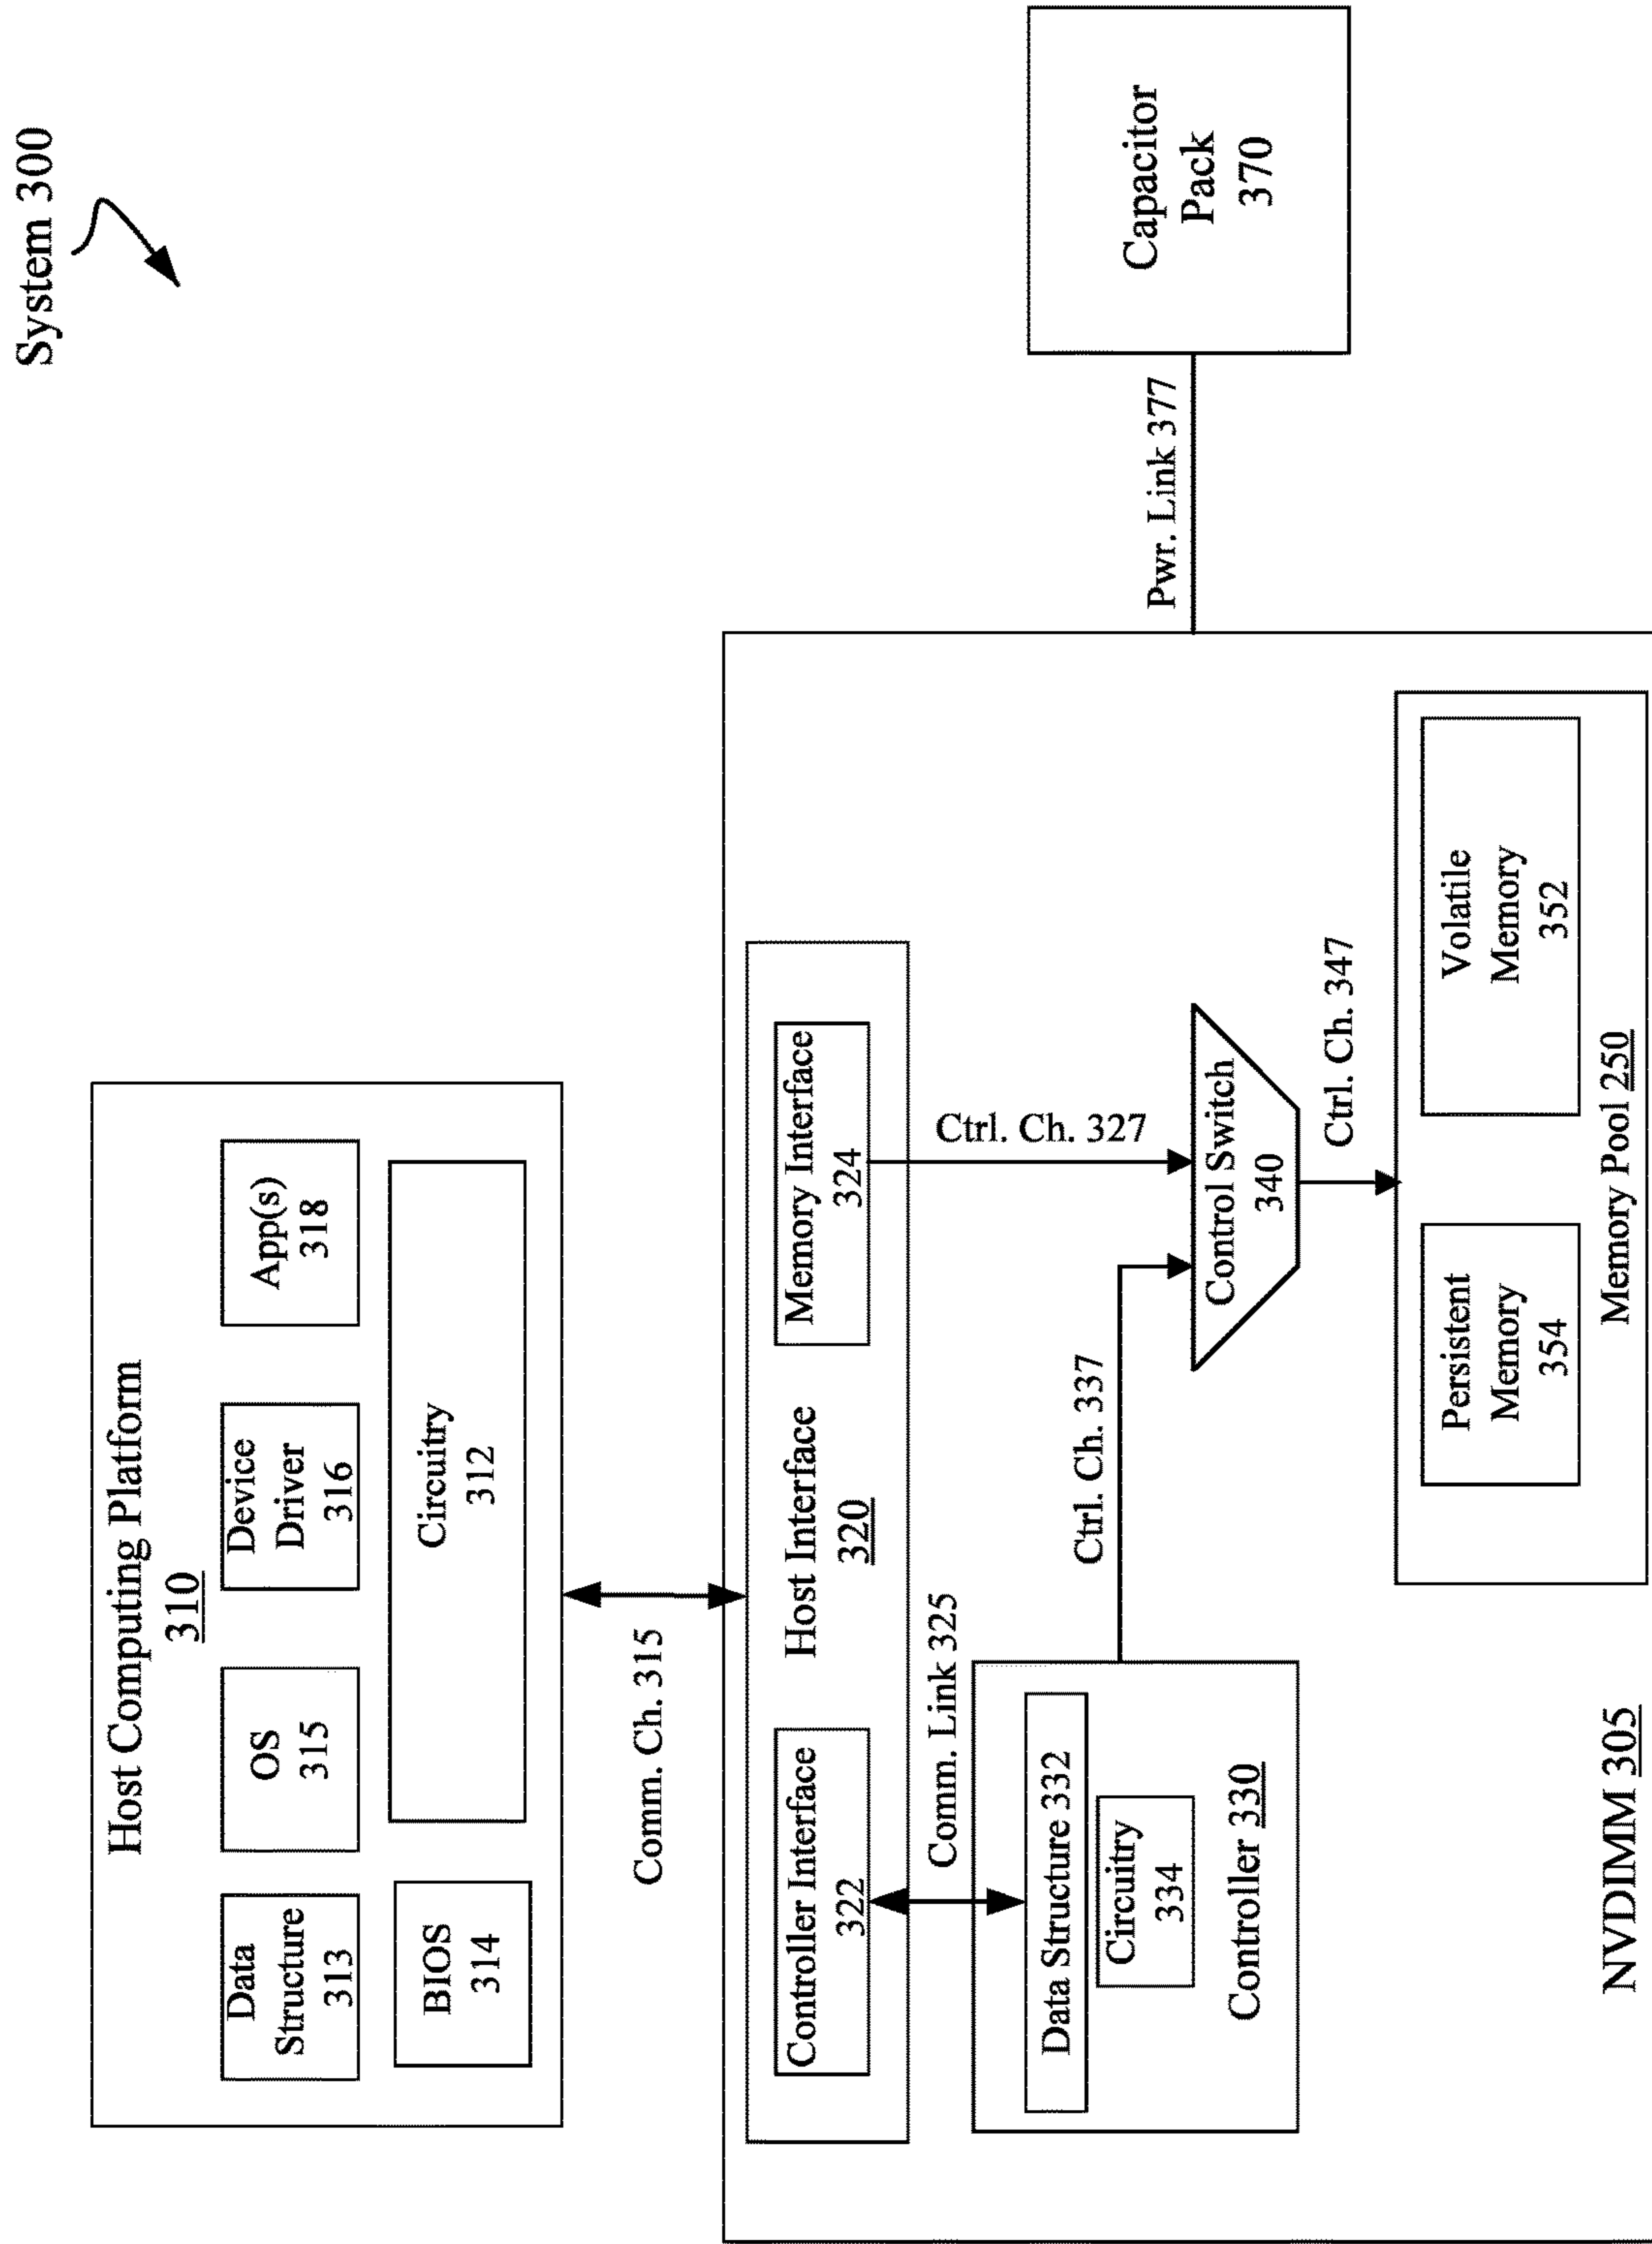 System 300
Host Computing Platform
310
Data
Structure
313
OS
315
Device
Driver
316
App(s)
318
BIOS
314
Circuitry
312
Comm. Ch. 315
Controller Interface
322
Host Interface
320
Memory Interface
324
Comm. Link 325
Ctrl. Ch. 327
Data Structure 332
Circuitry
334
Controller 330
Ctrl. Ch. 337
Control Switch
340
Ctrl. Ch. 347
Pwr. Link 377
Capacitor
Pack
370
Persistent
Memory
354
Volatile
Memory
352
Memory Pool 250
NVDIMM 305